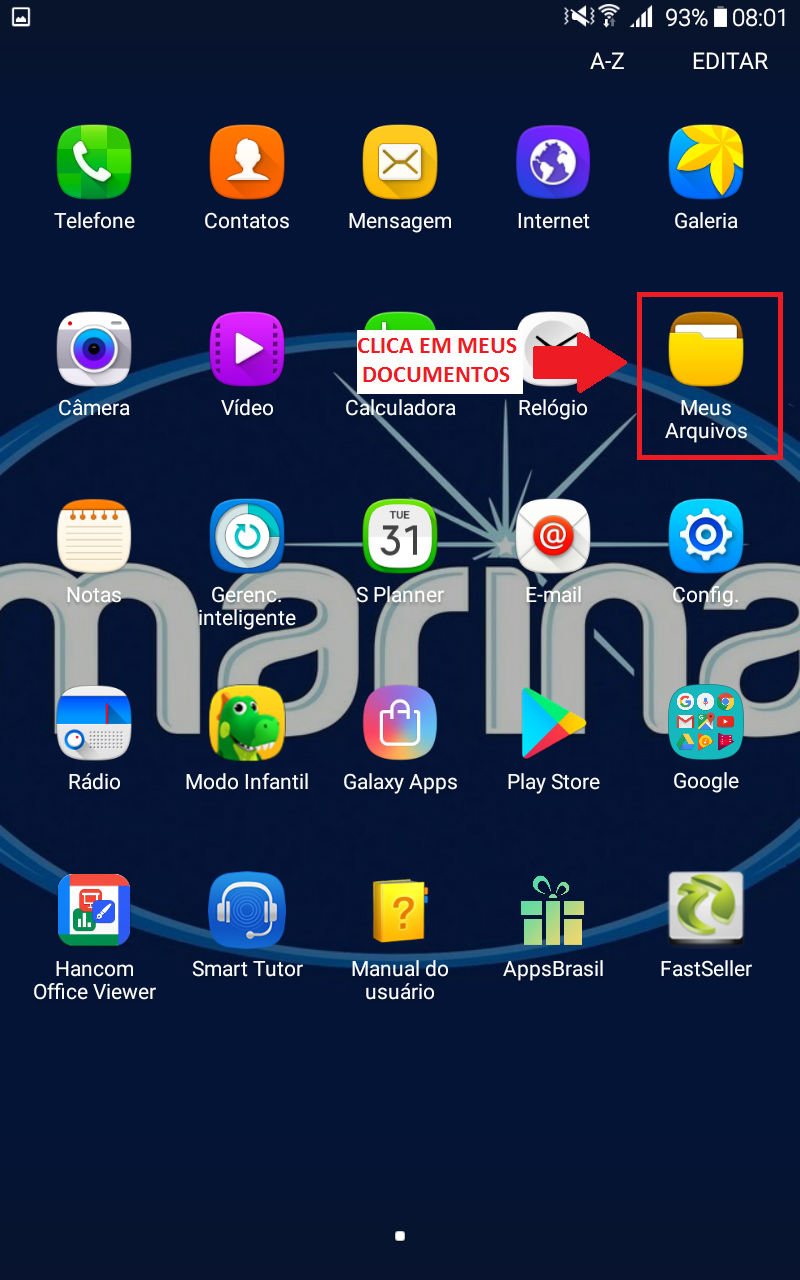 93% 08:01
A-Z EDITAR
Telefone Contatos Mensagem Internet Galeria
CLICA EM MEUS
DOCUMENTOS
Câmera Vídeo Calculadora Relógio Meus
Arquivos
TUE
31
@
Notas Gerenc. S Planner E-mail Config.
inteligente
marina
G
Rádio Modo Infantil Galaxy Apps Play Store Google
?
Hancom Smart Tutor Manual do AppsBrasil FastSeller
Office Viewer usuário